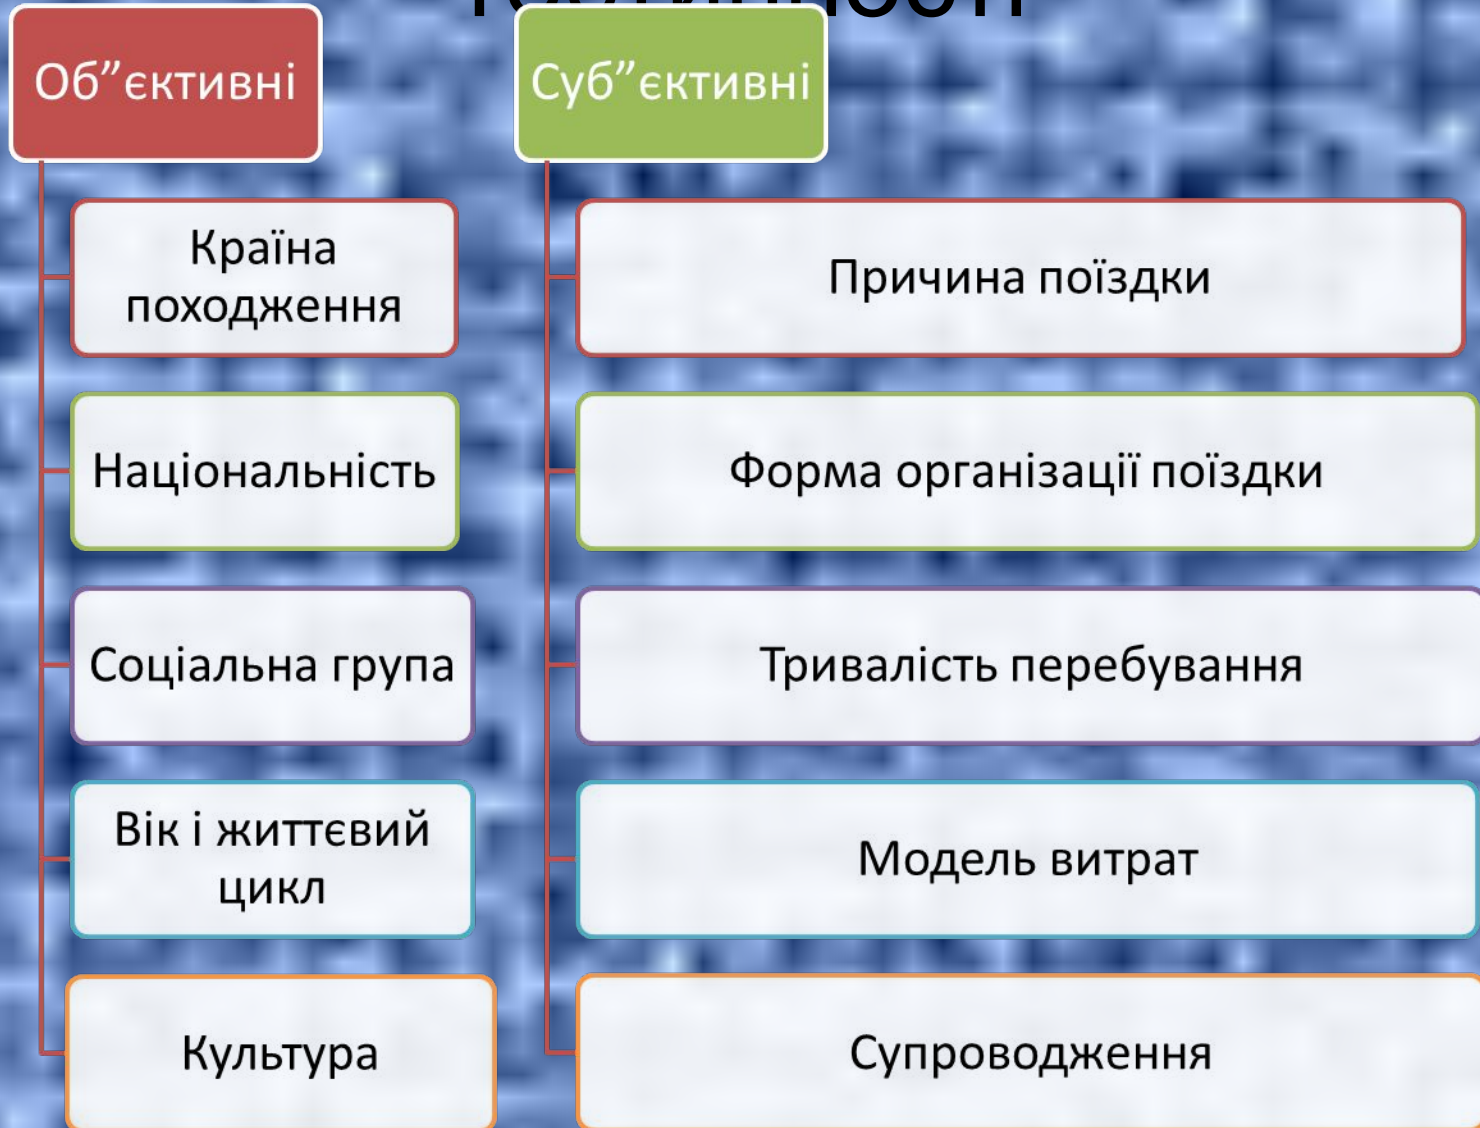 Об”єктивні
Країна
походження
Національність
Соціальна група
Вік і життєвий
цикл
Культура
Суб”єктивні
Причина поїздки
Форма організації поїздки
Тривалість перебування
Модель витрат
Супроводження